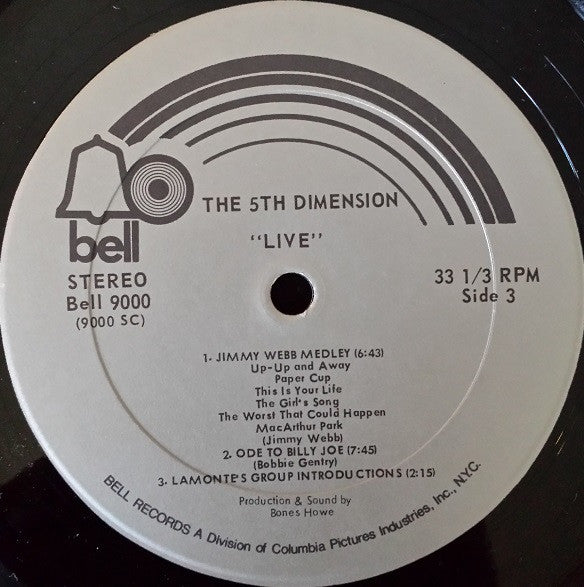 THE 5TH DIMENSION
"LIVE"
bell
STEREO
Bell 9000
(9000 SC)
33 1/3 RPM
Side 3
1. JIMMY WEBB MEDLEY (6:43)
Up-Up and Away
Paper Cup
This Is Your Life
The Girl's Song
The Worst That Could Happen
MacArthur Park
(Jimmy Webb)
2. ODE TO BILLY JOE (7:45)
(Bobbie Gentry)
3. LAMONTE'S GROUP INTRODUCTIONS (2:15)
Production & Sound by
Bones Howe
BELL RECORDS A Division of Columbia Pictures Industries, Inc., N.Y.C.